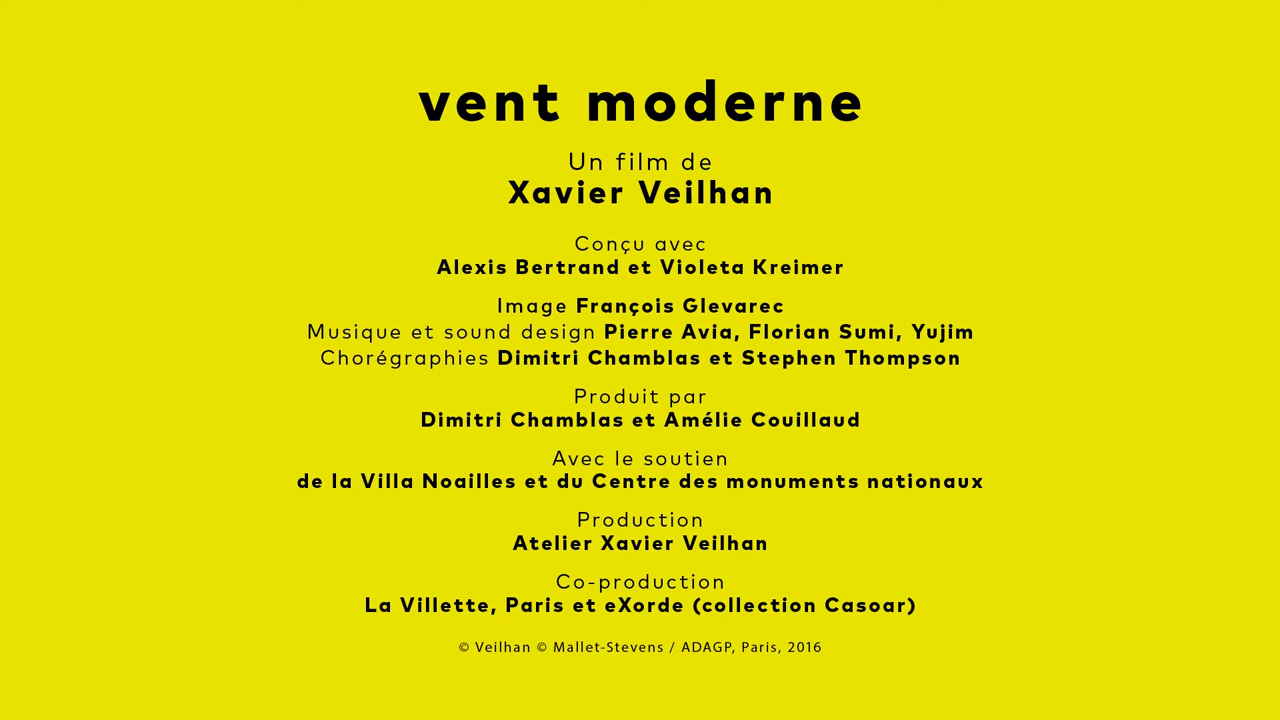 vent moderne
Un film de
Xavier Veilhan
Conçu avec
Alexis Bertrand et Violeta Kreimer
Image François Glevarec
Musique et sound design Pierre Avia, Florian Sumi, Yujim
Chorégraphies Dimitri Chamblas et Stephen Thompson
Produit par
Dimitri Chamblas et Amélie Couillaud
Avec le soutien
de la Villa Noailles et du Centre des monuments nationaux
Production
Atelier Xavier Veilhan
Co-production
La Villette, Paris et eXorde (collection Casoar)
© Veilhan © Mallet-Stevens / ADAGP, Paris, 2016